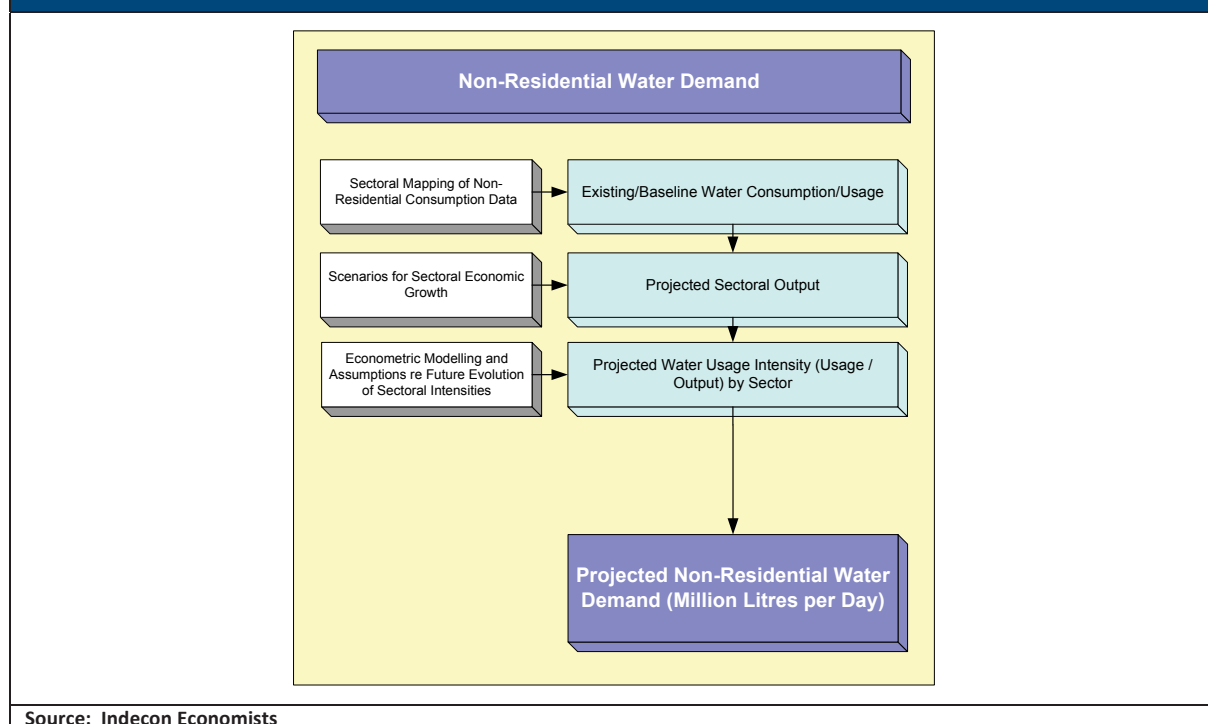 Non-Residential Water Demand
Sectoral Mapping of Non-
Residential Consumption Data
Existing/Baseline Water Consumption/Usage
Scenarios for Sectoral Economic
Growth
Projected Sectoral Output
Econometric Modelling and
Assumptions re Future Evolution
of Sectoral Intensities
Projected Water Usage Intensity (Usage /
Output) by Sector
Projected Non-Residential Water
Demand (Million Litres per Day)
Source: Indecon Economists